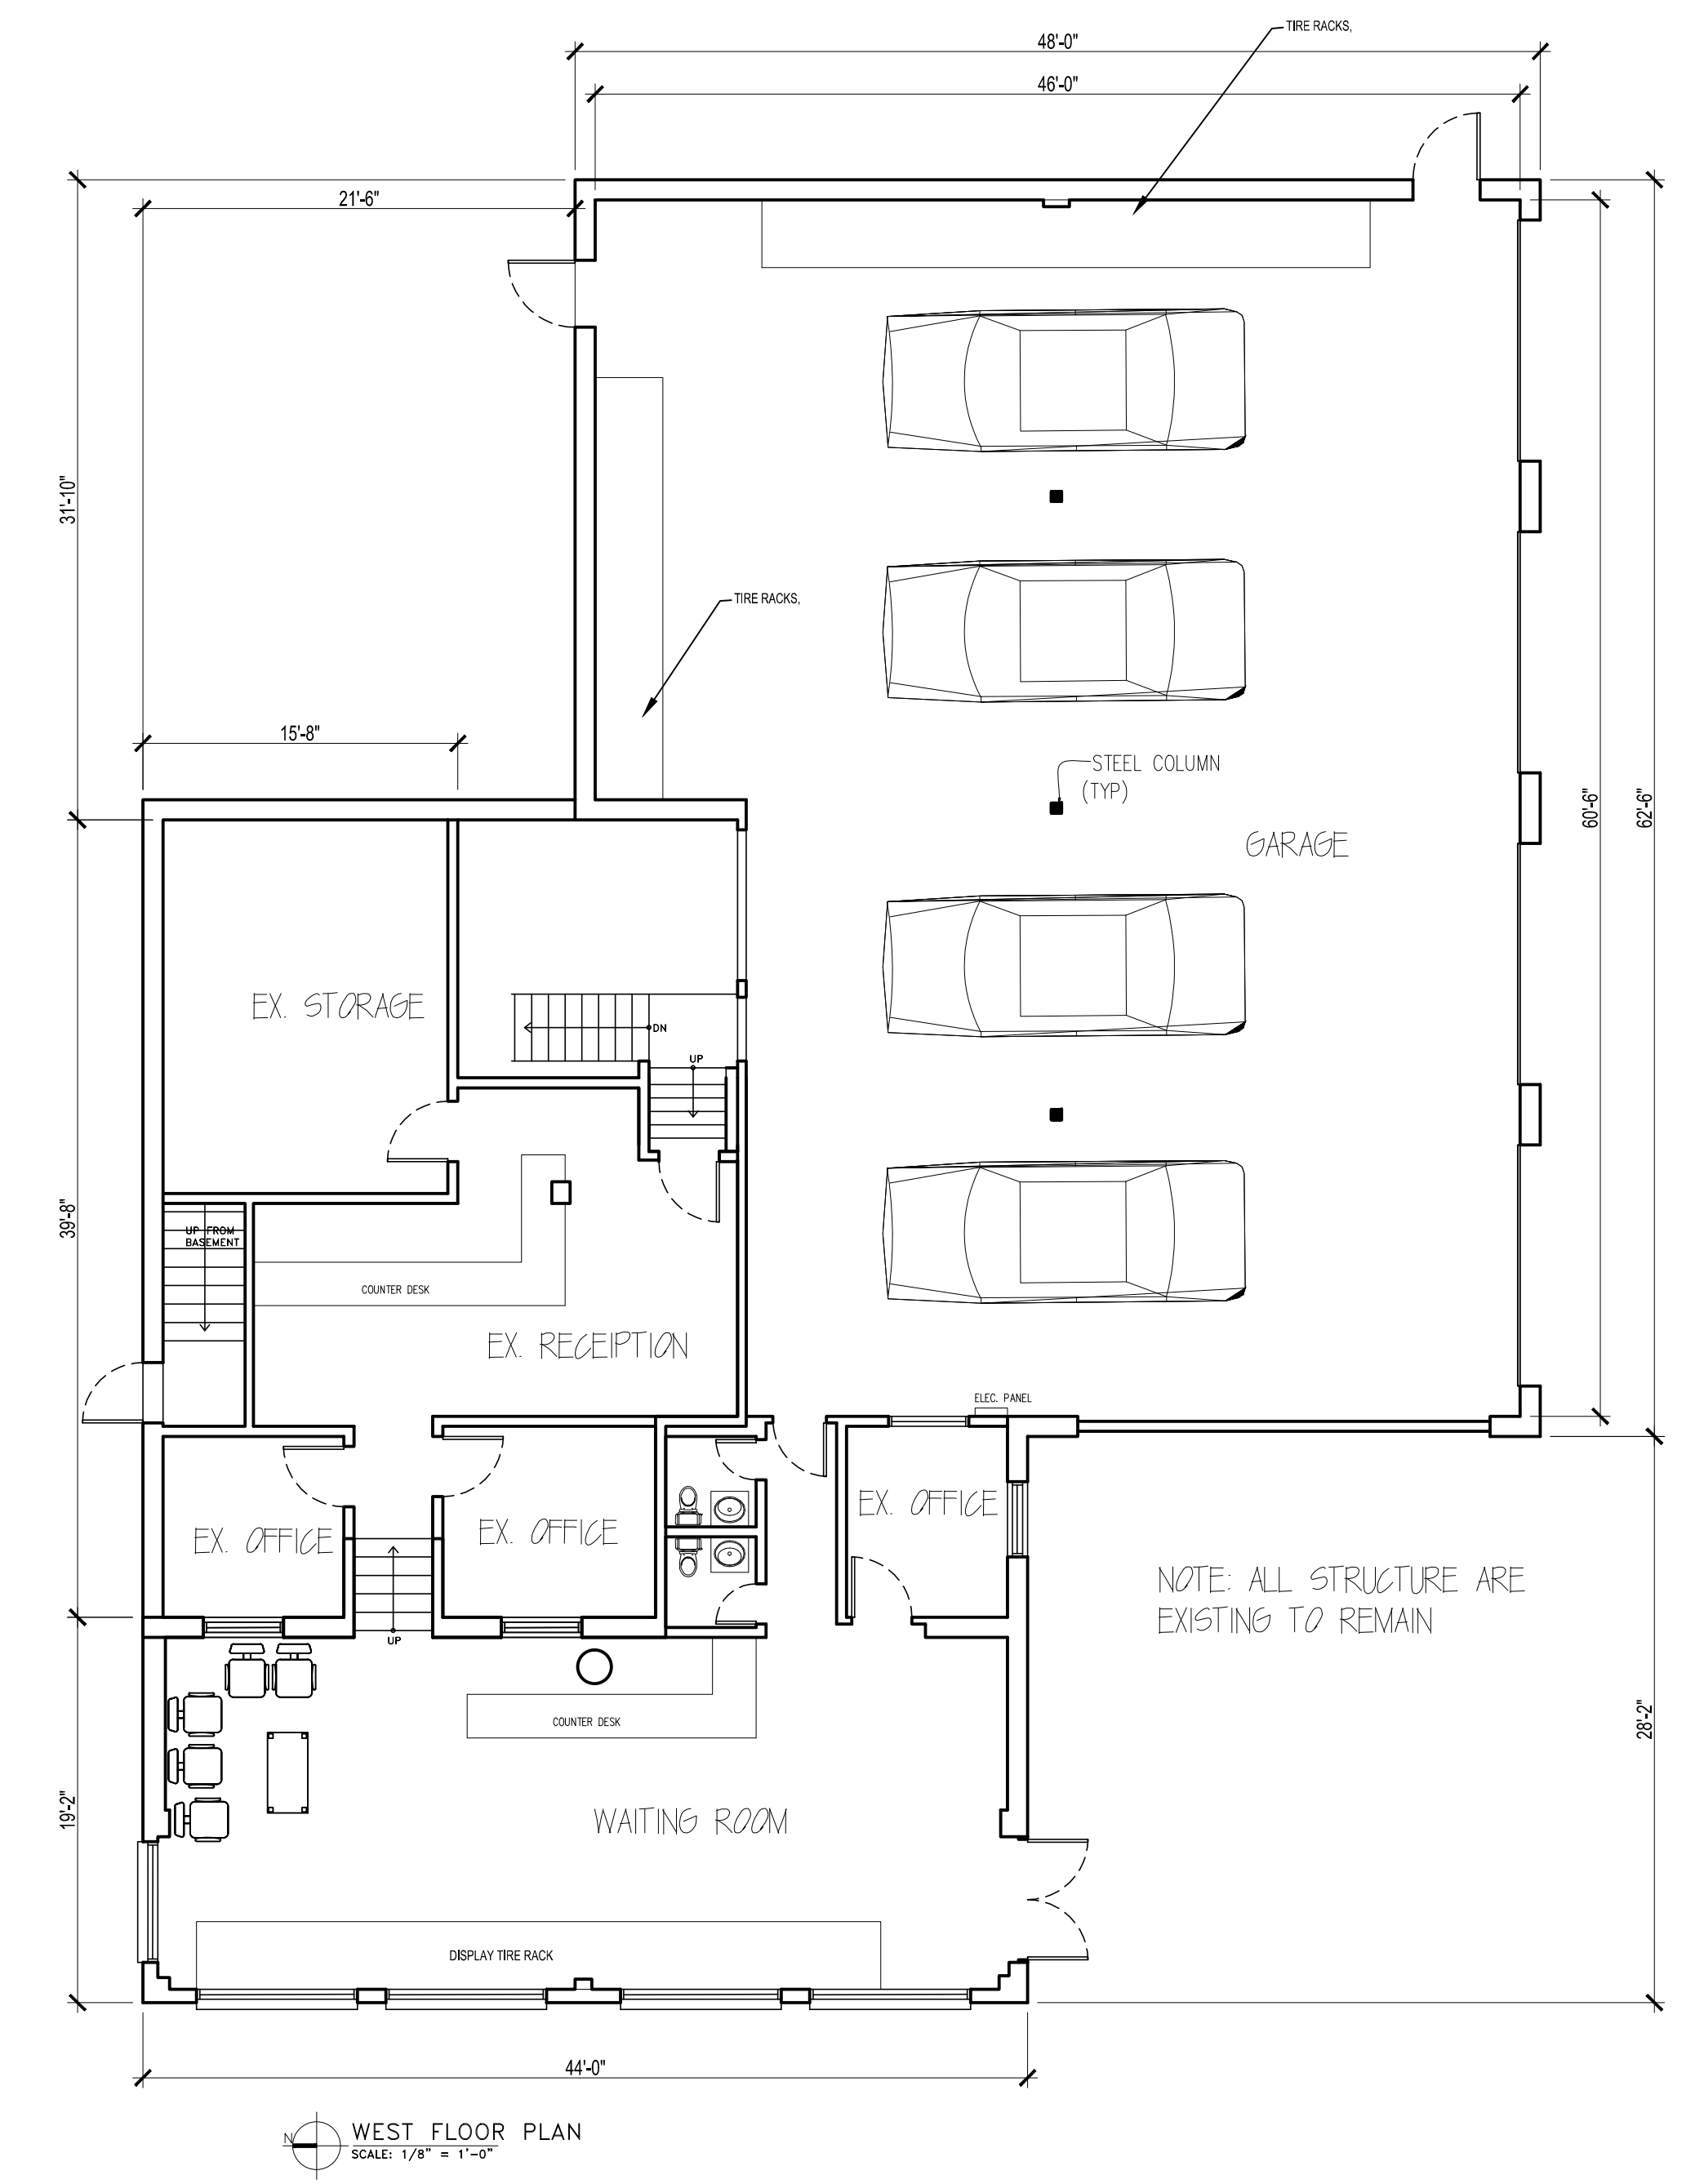 TIRE RACKS,
48'-0"
46'-0"
21'-6"
31'-10"
TIRE RACKS,
15'-8"
STEEL COLUMN
(TYP)
60'-6"
62'-6"
GARAGE
EX. STORAGE
DN
UP
39'-8"
UP FROM
BASEMENT
COUNTER DESK
EX. RECEIPTION
ELEC. PANEL
EX. OFFICE
EX. OFFICE
EX. OFFICE
NOTE: ALL STRUCTURE ARE
EXISTING TO REMAIN
UP
COUNTER DESK
28'-2"
19'-2"
WAITING ROOM
DISPLAY TIRE RACK
44'-0"
N
WEST FLOOR PLAN
SCALE: 1/8" = 1'-0"